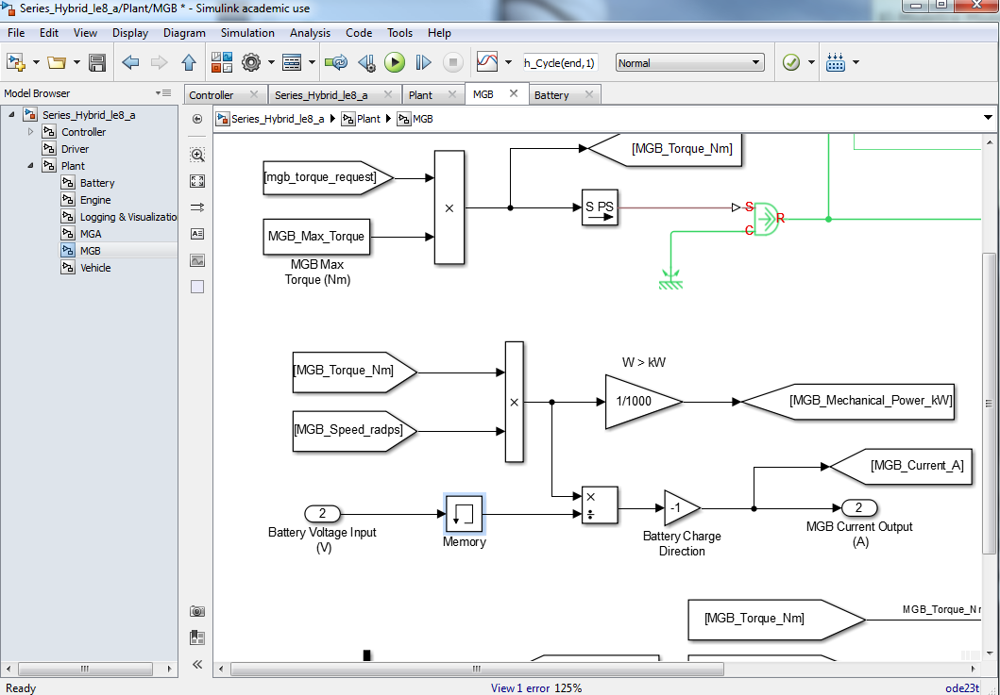 Series_Hybrid_le8_a/Plant/MGB * - Simulink academic use
File Edit View Display Diagram Simulation Analysis Code Tools Help
h_Cycle(end,1) Normal
Model Browser
Controller Series_Hybrid_le8_a Plant MGB Battery
Series_Hybrid_le8_a Plant MGB
Series_Hybrid_le8_a
Controller
Driver
Plant
Battery
Engine
Logging & Visualizatio
MGA
MGB
Vehicle
[MGB_Torque_Nm]
[mgb_torque_request]
×
S PS
S
C
R
MGB_Max_Torque
MGB Max
Torque (Nm)
W > kW
[MGB_Torque_Nm]
×
1/1000
[MGB_Mechanical_Power_kW]
[MGB_Speed_radps]
[MGB_Current_A]
2
Battery Voltage Input
(V)
Memory
×
÷
-1
Battery Charge
Direction
2
MGB Current Output
(A)
[MGB_Torque_Nm]
MGB_Torque_Nr
Ready View 1 error 125% ode23t